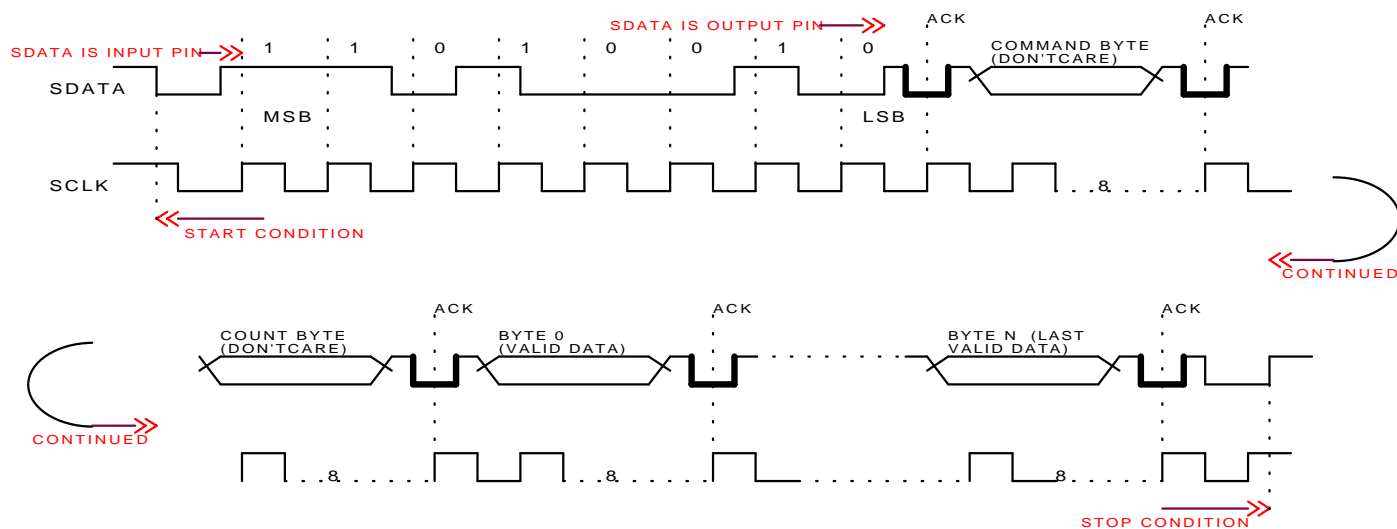 SDATA IS OUTPUT PIN ACK ACK
SDATA IS INPUT PIN 1 1 0 1 0 0 1 0 COMMAND BYTE
(DON'TCARE)
SDATA
MSB LSB
SCLK 8
START CONDITION
CONTINUED
ACK ACK ACK
COUNT BYTE BYTE 0 BYTE N (LAST
(DON'TCARE) (VALID DATA) VALID DATA)
CONTINUED
8 8 8
STOP CONDITION